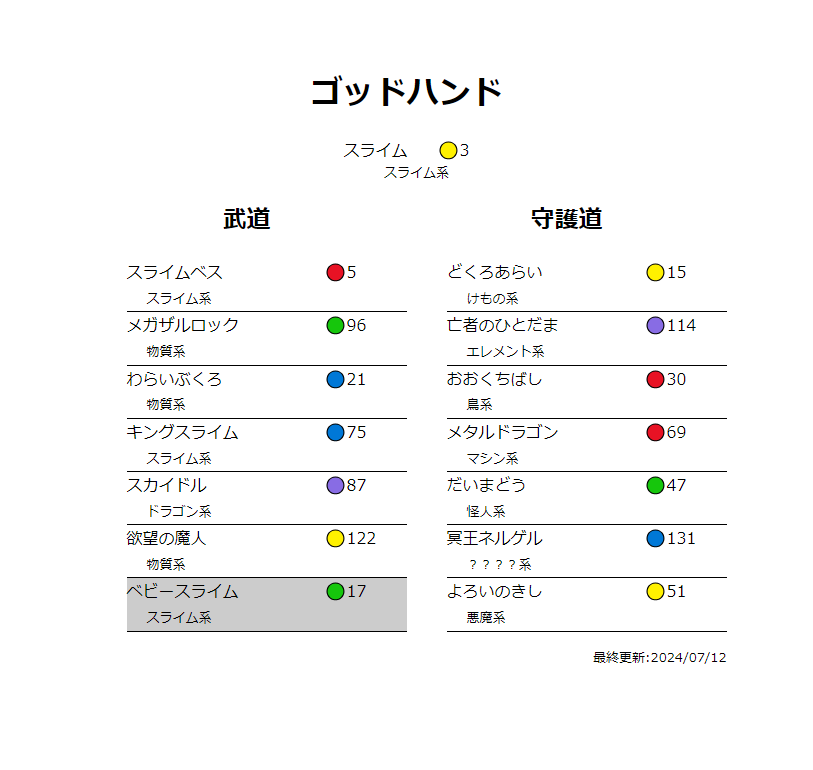 ゴッドハンド
スライム 3
スライム系
武道
スライムベス 5
スライム系
メガザルロック 96
物質系
わらいぶくろ 21
物質系
キングスライム 75
スライム系
スカイドル 87
ドラゴン系
欲望の魔人 122
物質系
ベビースライム 17
スライム系
守護道
どくろあらい 15
けもの系
亡者のひとだま 114
エレメント系
おおくちばし 30
鳥系
メタルドラゴン 69
マシン系
だいまどう 47
怪人系
冥王ネルゲル 131
？？？？系
よろいのきし 51
悪魔系
最終更新:2024/07/12